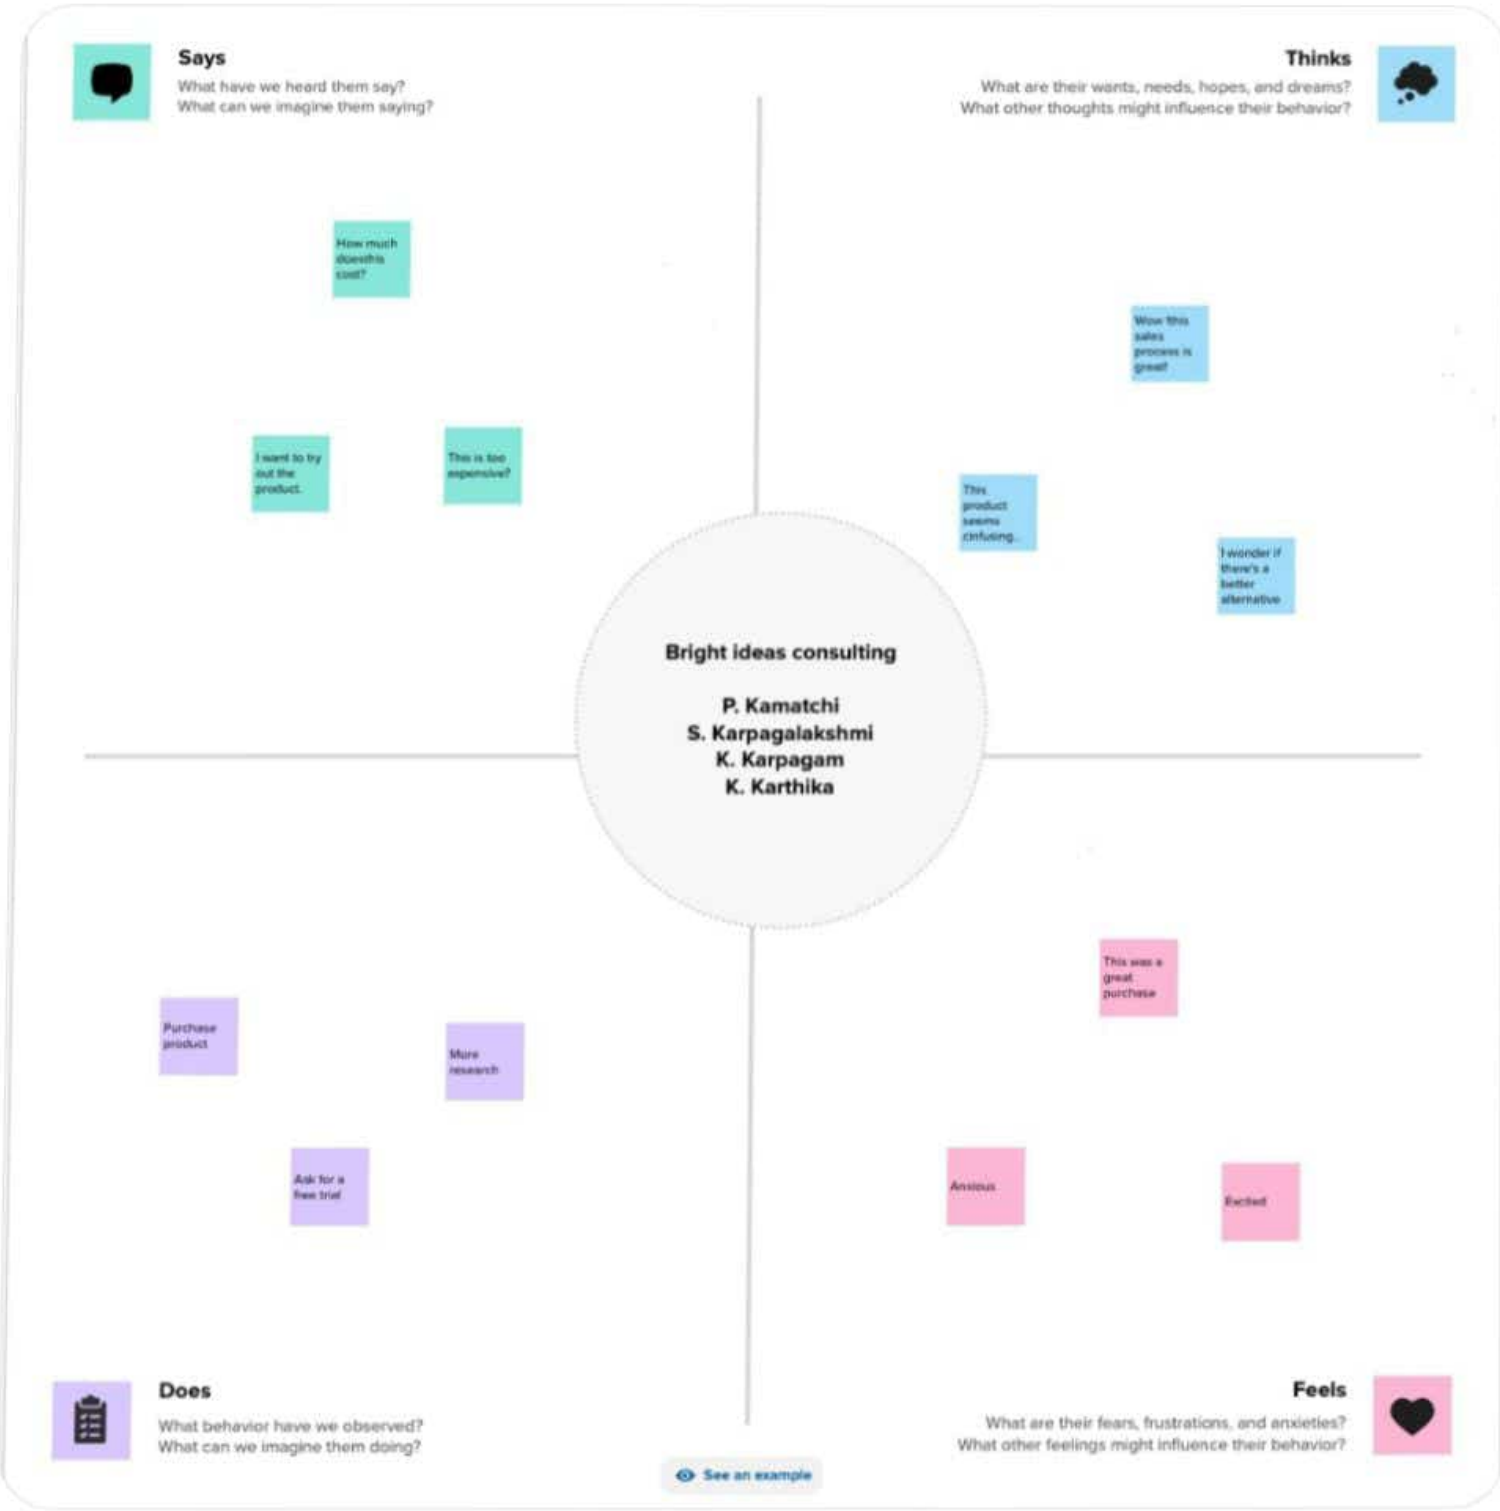 Says
What have we heard them say?
What can we imagine them saying?
Thinks
What are their wants, needs, hopes, and dreams?
What other thoughts might influence their behavior?
How much
doesthis
cost?
I want to try
out the
product.
This is too
expensive?
Wow this
sales
process is
great!
This
product
seems
cinfusing..
I wonder if
there's a
better
alternative
Bright ideas consulting
P. Kamatchi
S. Karpagalakshmi
K. Karpagam
K. Karthika
Purchase
product
More
research
Ask for a
free trial
This was a
great
purchase
Anxious
Excited
Does
What behavior have we observed?
What can we imagine them doing?
Feels
What are their fears, frustrations, and anxieties?
What other feelings might influence their behavior?
See an example